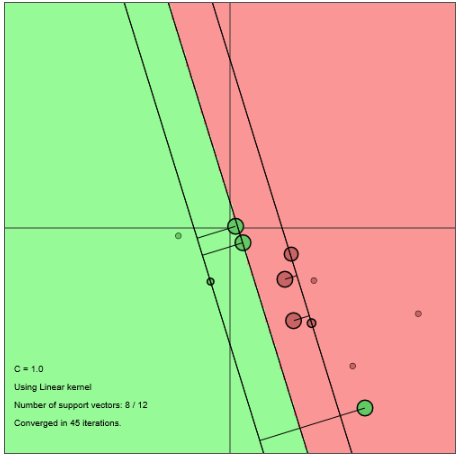 C = 1.0
Using Linear kernel
Number of support vectors: 8 / 12
Converged in 45 iterations.